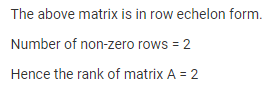 The above matrix is in row echelon form.
Number of non-zero rows = 2
Hence the rank of matrix A = 2